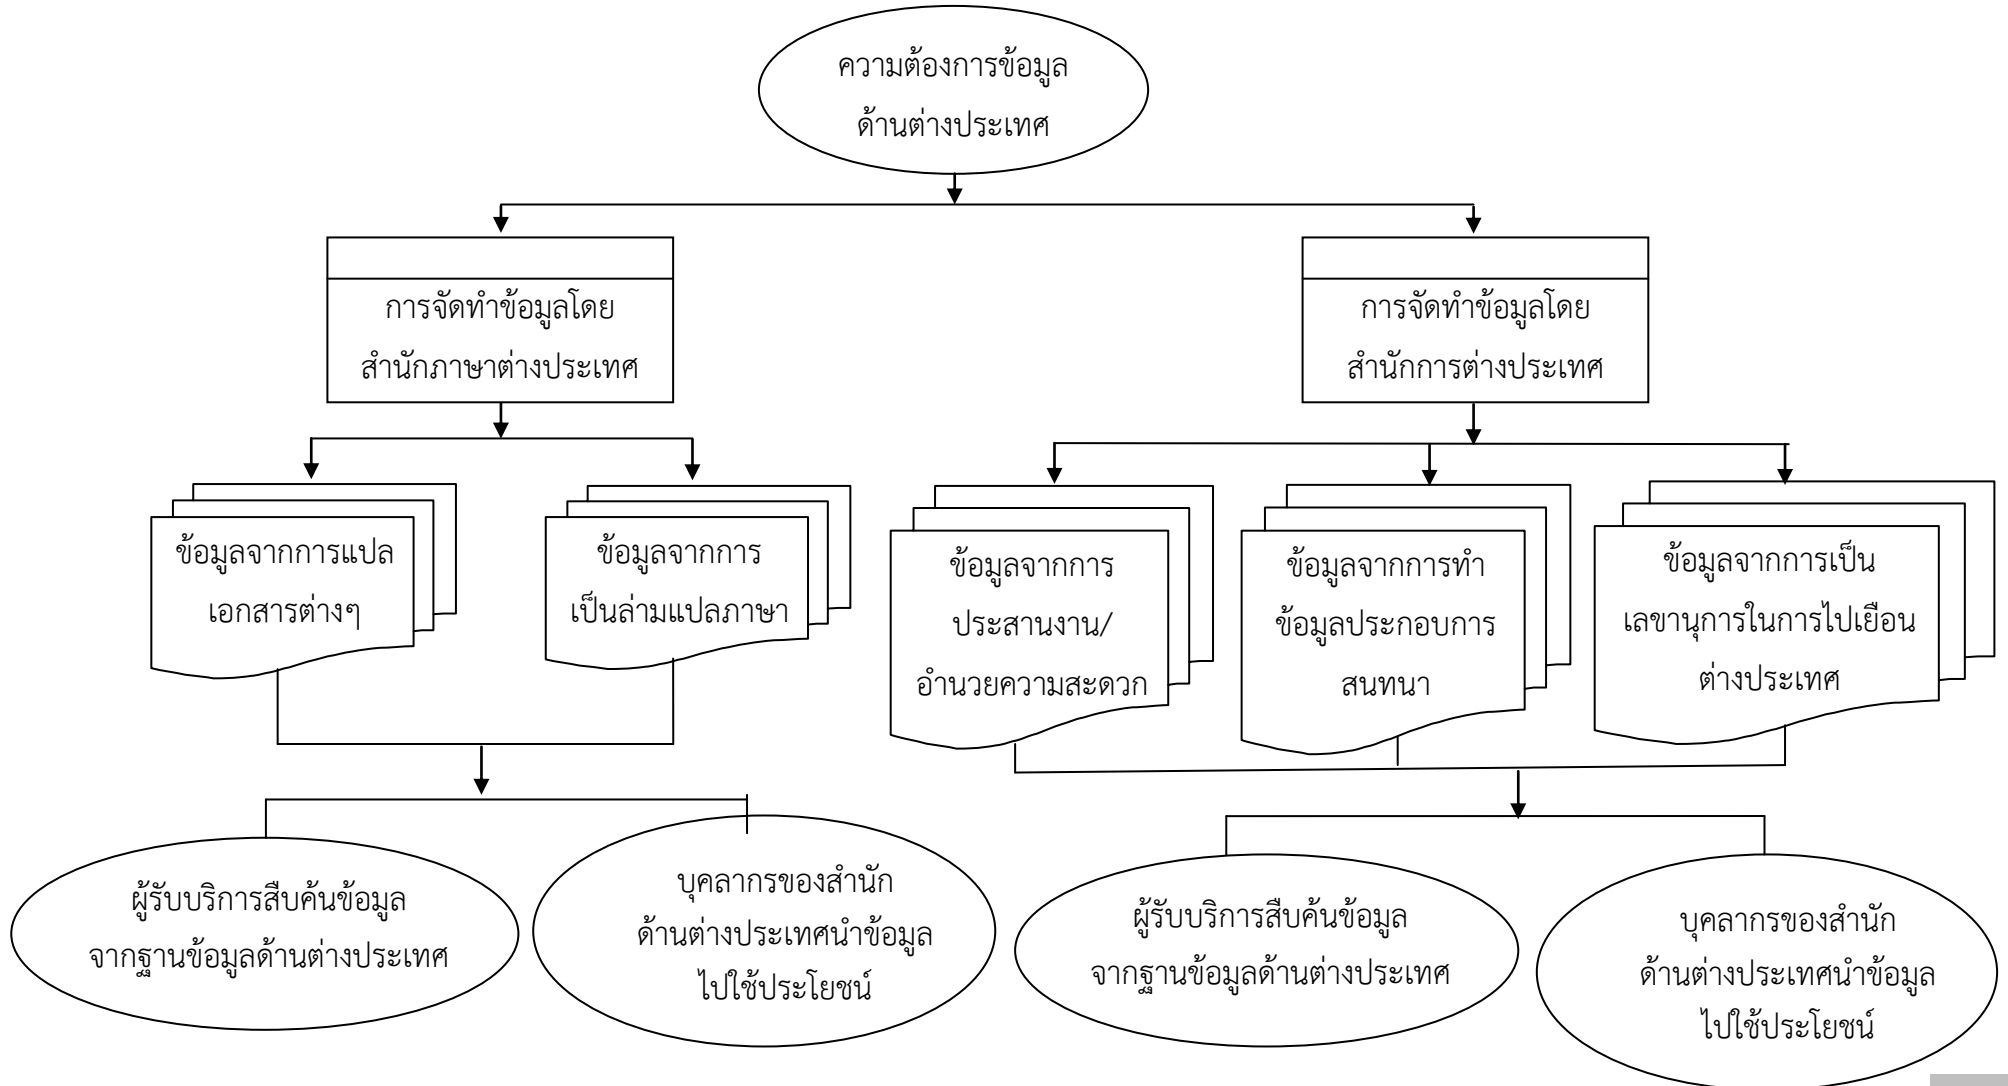 ความต้องการข้อมูล
ด้านต่างประเทศ
การจัดทำข้อมูลโดย
สำนักภาษาต่างประเทศ
การจัดทำข้อมูลโดย
สำนักการต่างประเทศ
ข้อมูลจากการแปล
เอกสารต่างๆ
ข้อมูลจากการ
เป็นล่ามแปลภาษา
ข้อมูลจากการ
ประสานงาน/
อำนวยความสะดวก
ข้อมูลจากการทำ
ข้อมูลประกอบการ
สนทนา
ข้อมูลจากการเป็น
เลขานุการในการไปเยือน
ต่างประเทศ
ผู้รับบริการสืบค้นข้อมูล
จากฐานข้อมูลด้านต่างประเทศ
บุคลากรของสำนัก
ด้านต่างประเทศนำข้อมูล
ไปใช้ประโยชน์
ผู้รับบริการสืบค้นข้อมูล
จากฐานข้อมูลด้านต่างประเทศ
บุคลากรของสำนัก
ด้านต่างประเทศนำข้อมูล
ไปใช้ประโยชน์